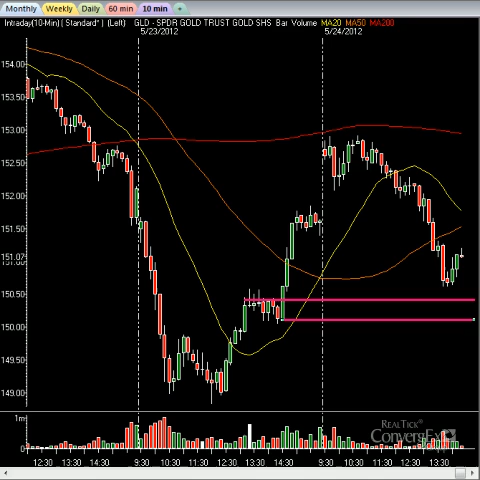 Monthly Weekly Daily 60 min 10 min +
Intraday(10-Min) ( Standard* ) (Left) GLD - SPDR GOLD TRUST GOLD SHS Bar Volume MA20 MA50 MA200
5/23/2012 5/24/2012
154.00
153.50
153.00
152.50
152.00
151.50
151.07
150.50
150.00
149.50
149.00
1ml
0
REALTICK®
ConvergEx
12:30 13:30 14:30 9:30 10:30 11:30 12:30 13:30 14:30 9:30 10:30 11:30 12:30 13:30